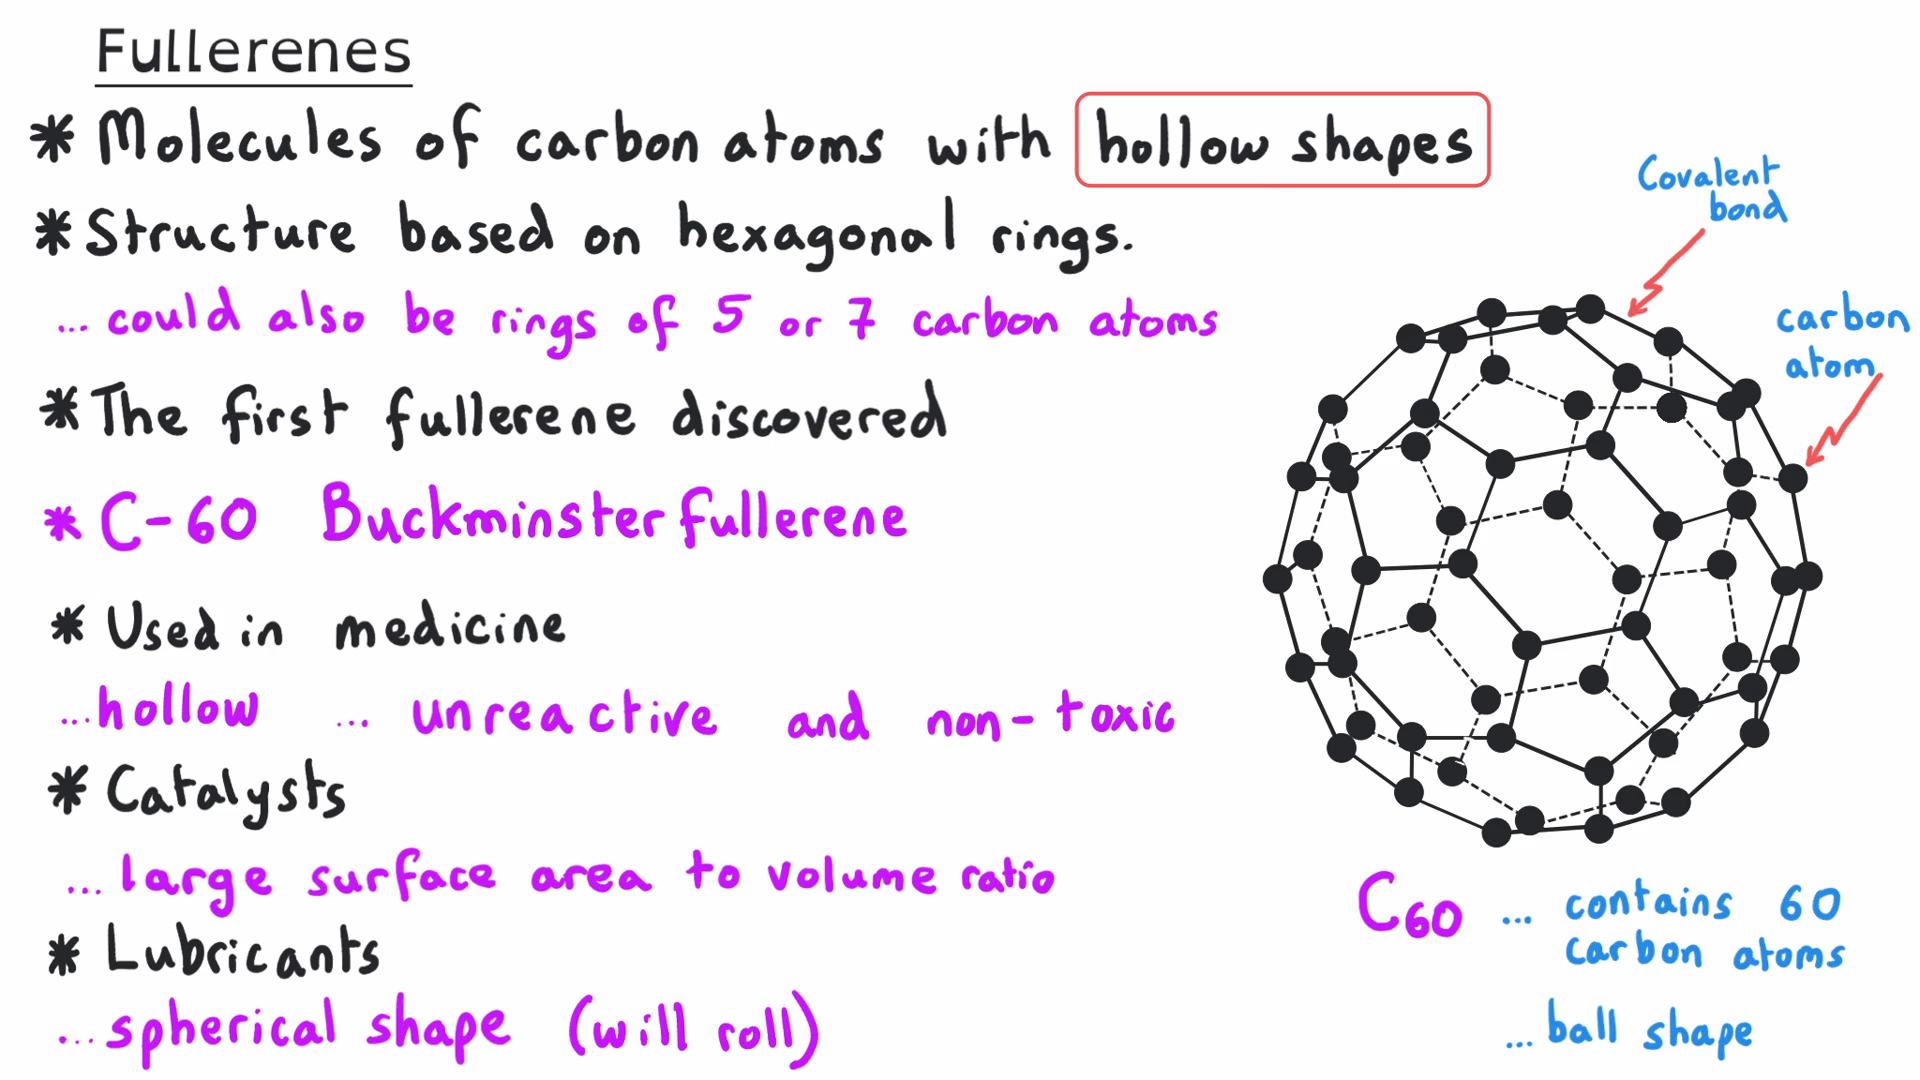 Fullerenes
* Molecules of carbon atoms with hollow shapes
* Structure based on hexagonal rings.
... could also be rings of 5 or 7 carbon atoms
* The first fullerene discovered
* C-60 Buckminsterfullerene
* Used in medicine
... hollow ... unreactive and non-toxic
* Catalysts
... large surface area to volume ratio
* Lubricants
... spherical shape (will roll)
Covalent
bond
carbon
atom
C₆₀ ... contains 60
carbon atoms
... ball shape